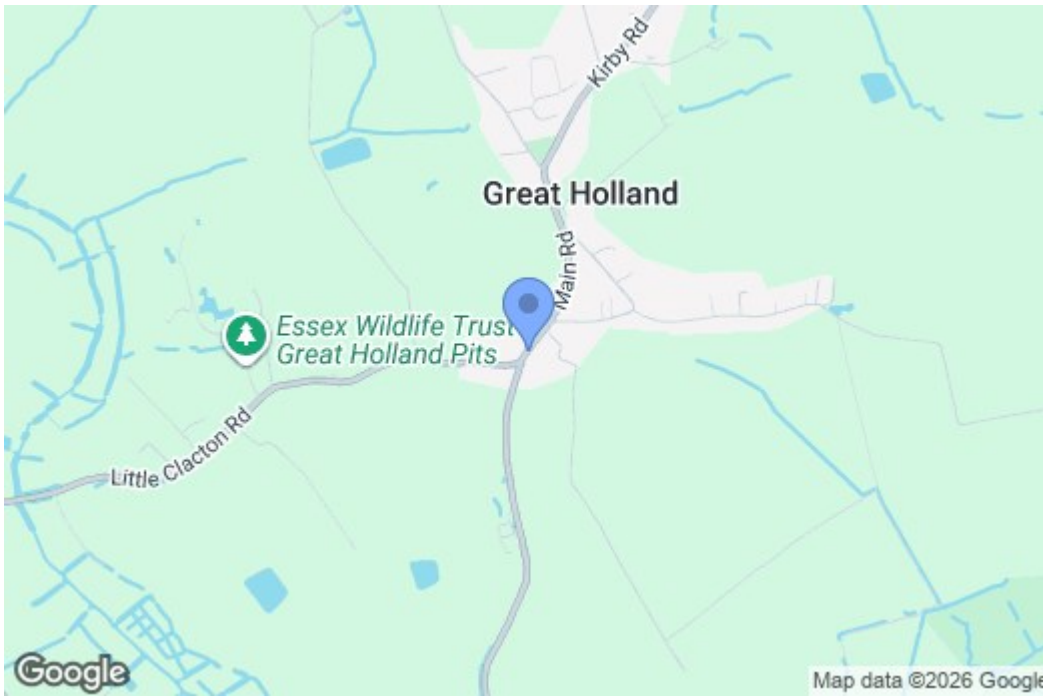 Kirby Rd
Great Holland
Main Rd
Essex Wildlife Trust
Great Holland Pits
Little Clacton Rd
Google
Map data ©2026 Google